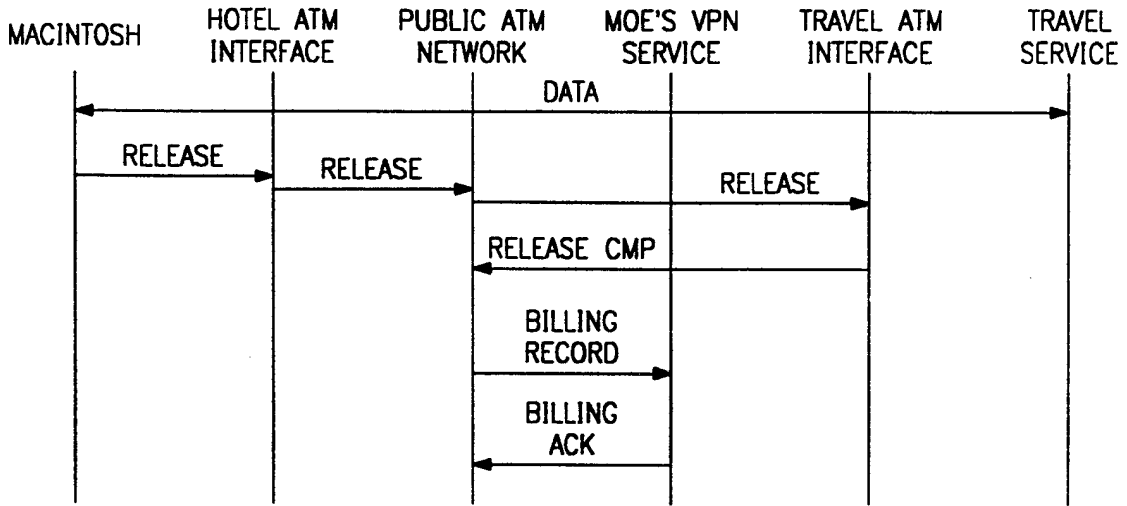 MACINTOSH
HOTEL ATM
INTERFACE
PUBLIC ATM
NETWORK
MOE'S VPN
SERVICE
TRAVEL ATM
INTERFACE
TRAVEL
SERVICE
DATA
RELEASE
RELEASE
RELEASE
RELEASE CMP
BILLING
RECORD
BILLING
ACK